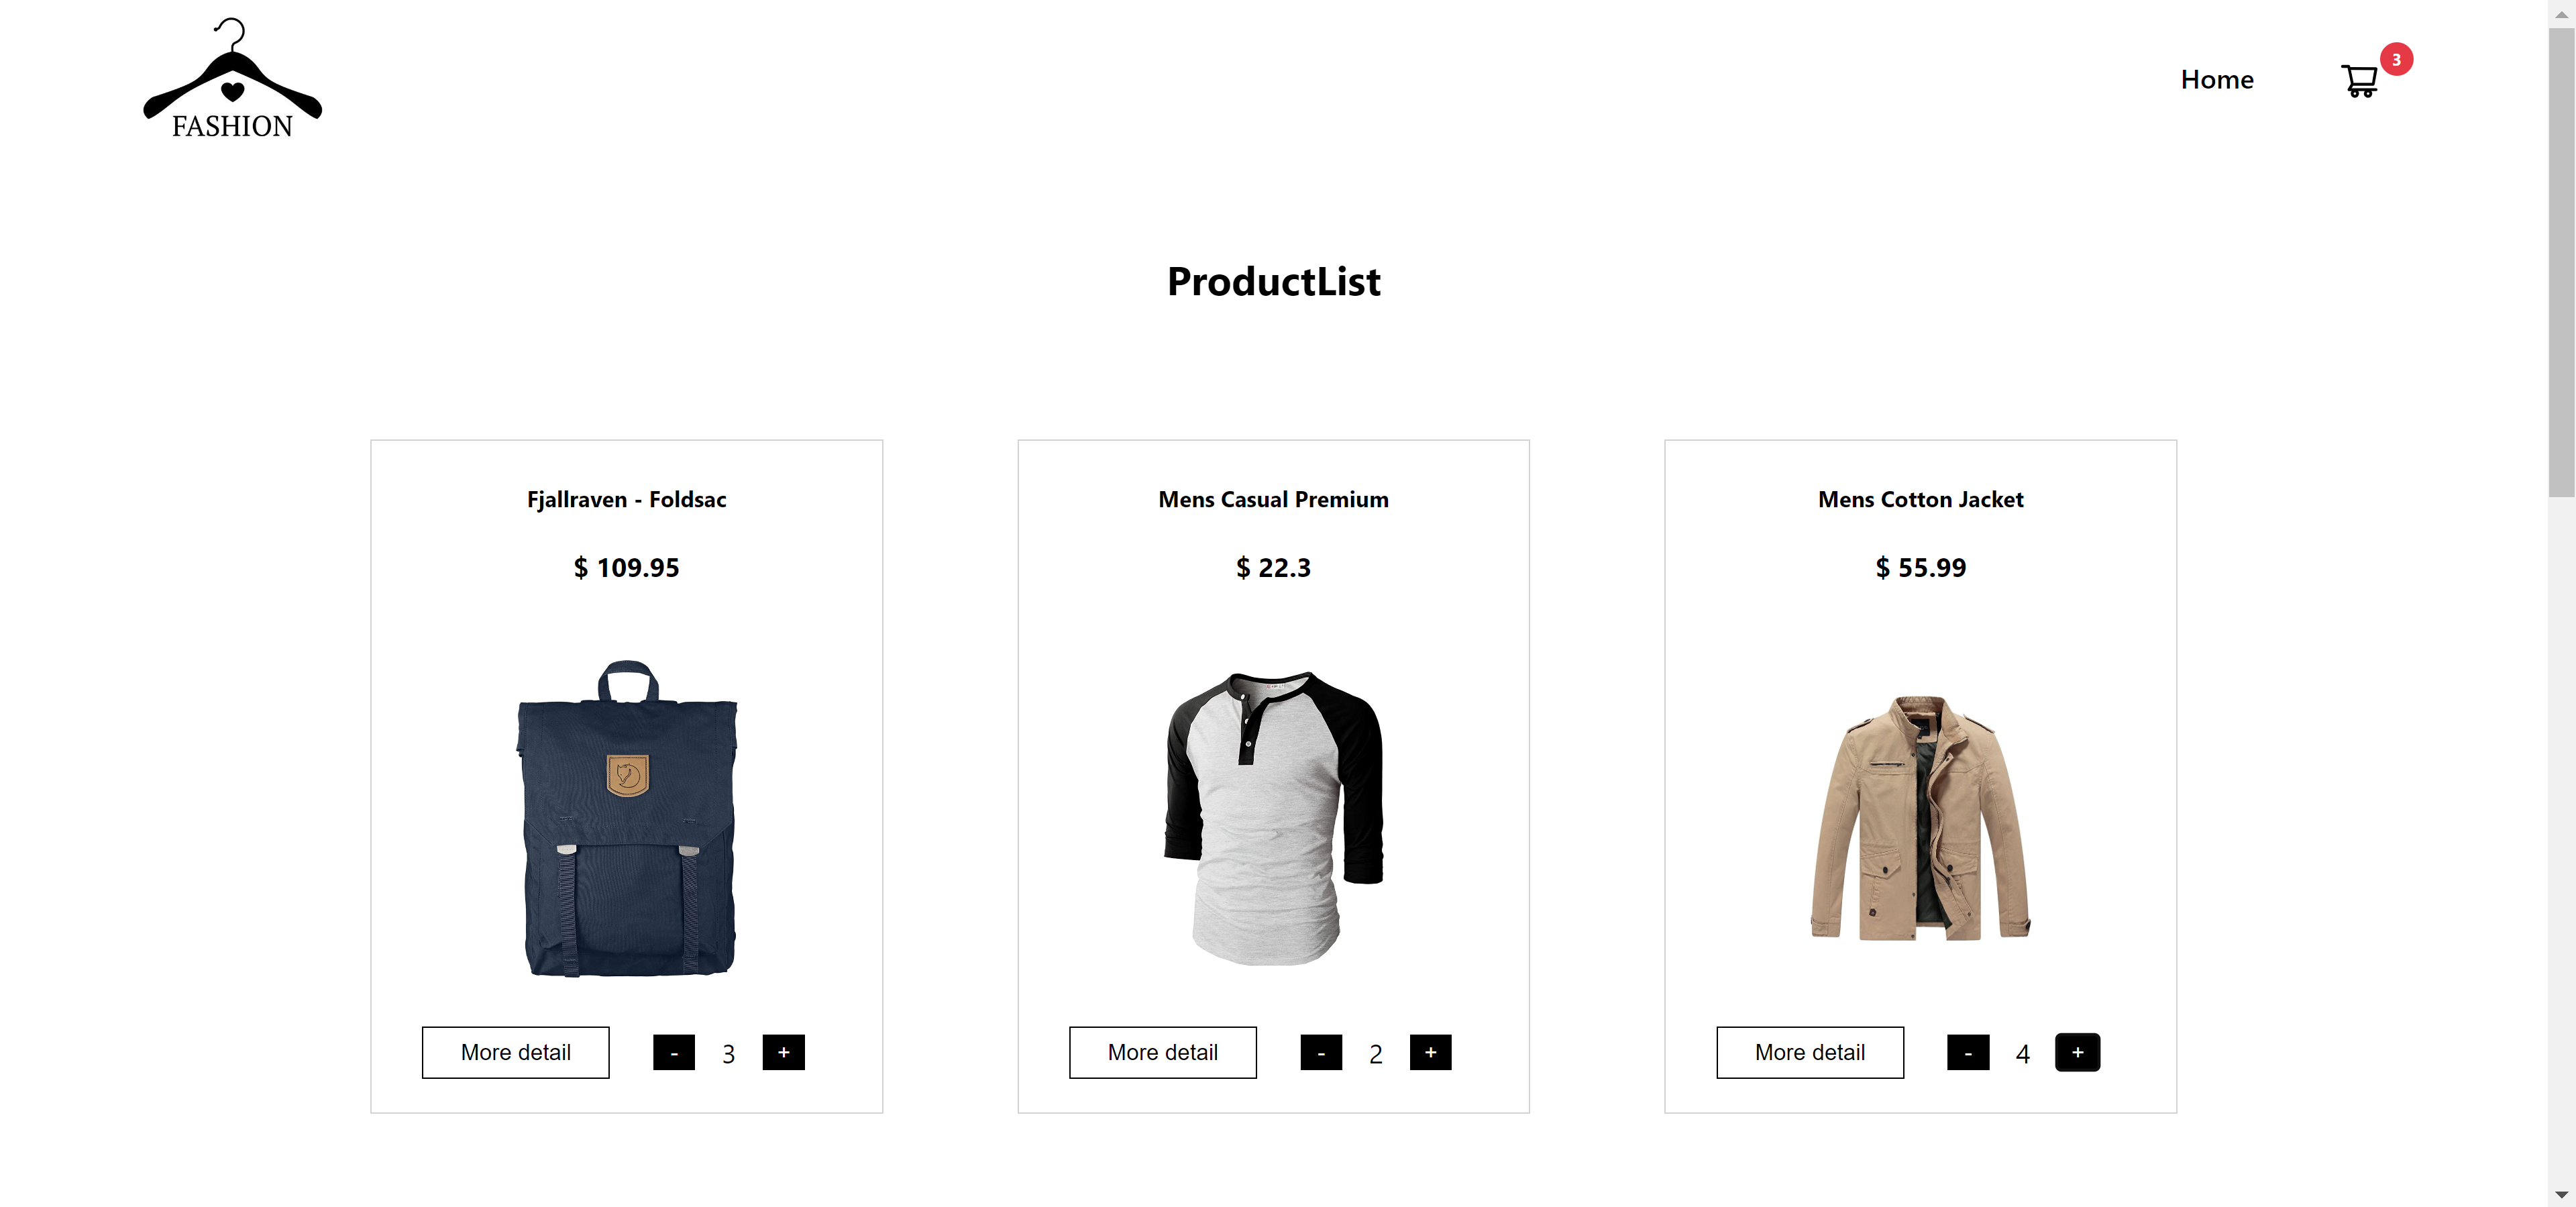 FASHION
Home
3
ProductList
Fjallraven - Foldsac
$ 109.95
More detail
- 3 +
Mens Casual Premium
$ 22.3
More detail
- 2 +
Mens Cotton Jacket
$ 55.99
More detail
- 4 +